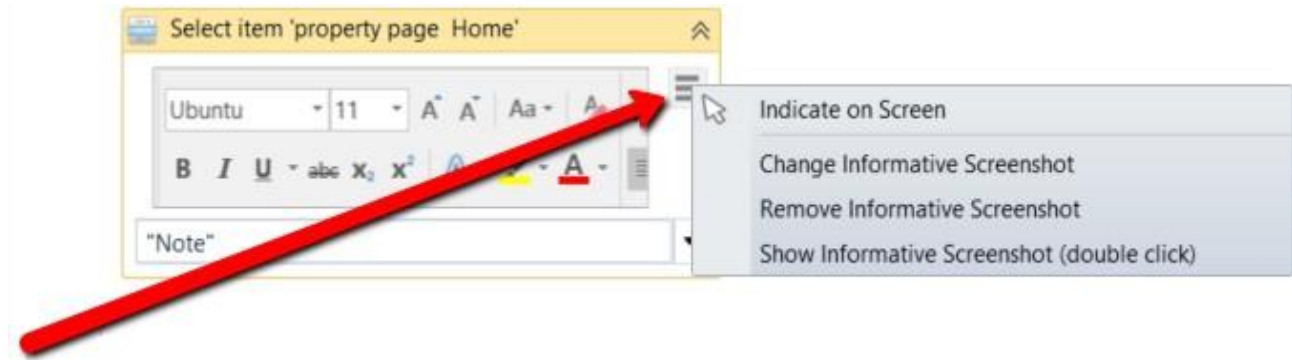 Select item 'property page Home'
Ubuntu 11 A A Aa A
Indicate on Screen
Change Informative Screenshot
B I U abc X₂ X² A A
Remove Informative Screenshot
"Note"
Show Informative Screenshot (double click)